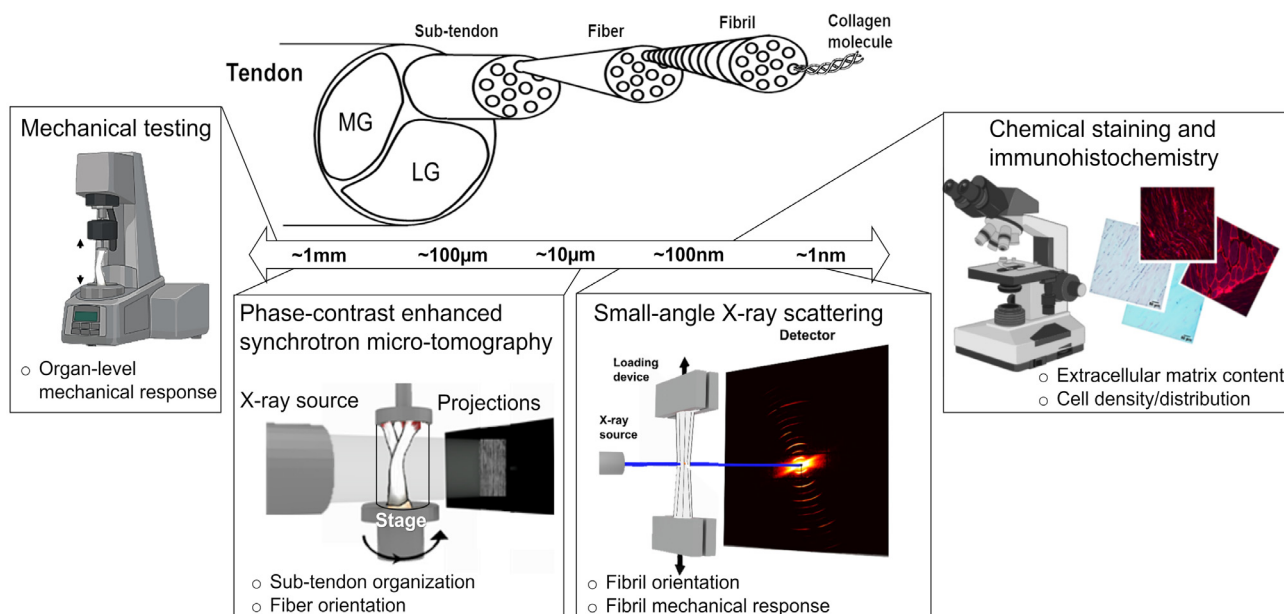 Sub-tendon
Fiber
Fibril
Collagen
molecule
Tendon
MG
LG
Mechanical testing
○ Organ-level
mechanical response
~1mm ~100µm ~10µm ~100nm ~1nm
Phase-contrast enhanced
synchrotron micro-tomography
X-ray source
Projections
Stage
○ Sub-tendon organization
○ Fiber orientation
Small-angle X-ray scattering
Detector
Loading
device
X-ray
source
○ Fibril orientation
○ Fibril mechanical response
Chemical staining and
immunohistochemistry
○ Extracellular matrix content
○ Cell density/distribution